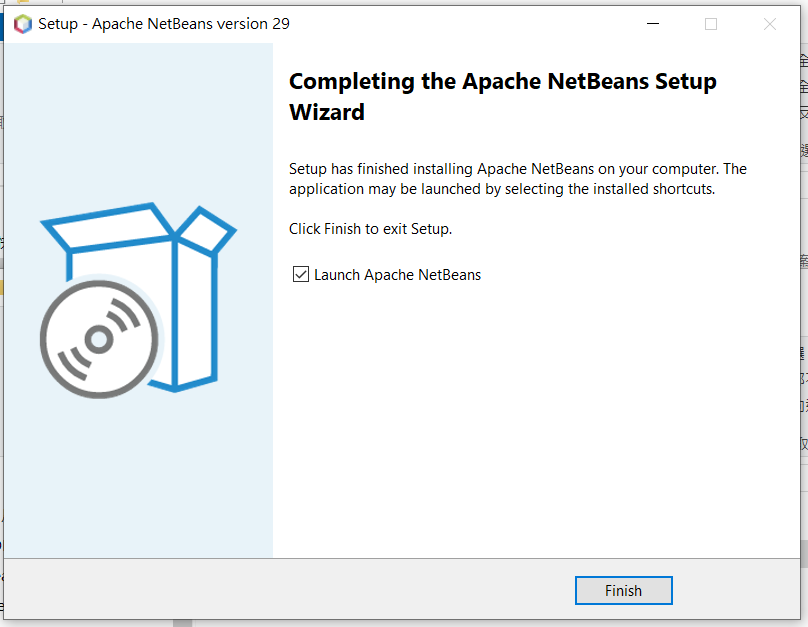 Setup - Apache NetBeans version 29
Completing the Apache NetBeans Setup
Wizard
Setup has finished installing Apache NetBeans on your computer. The
application may be launched by selecting the installed shortcuts.
Click Finish to exit Setup.
Launch Apache NetBeans
Finish